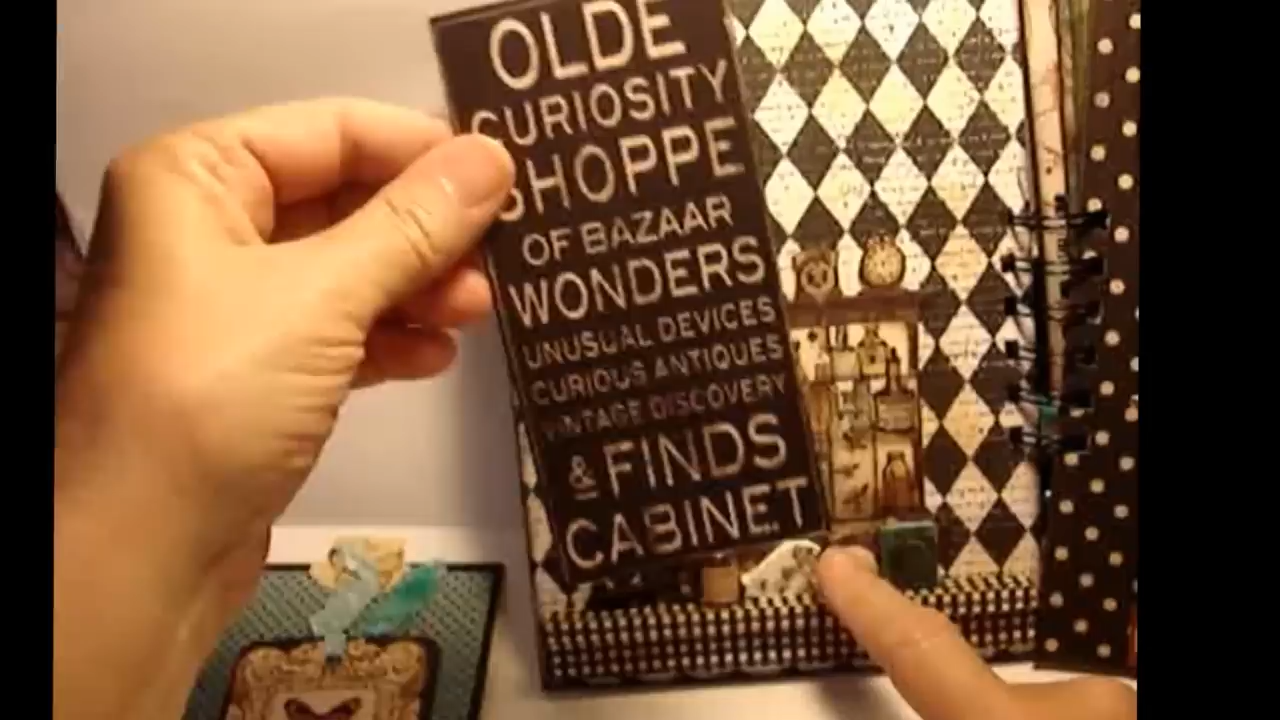 OLDE
CURIOSITY
SHOPPE
OF BAZAAR
WONDERS
UNUSUAL DEVICES
CURIOUS ANTIQUES
VINTAGE DISCOVERY
& FINDS
CABINET